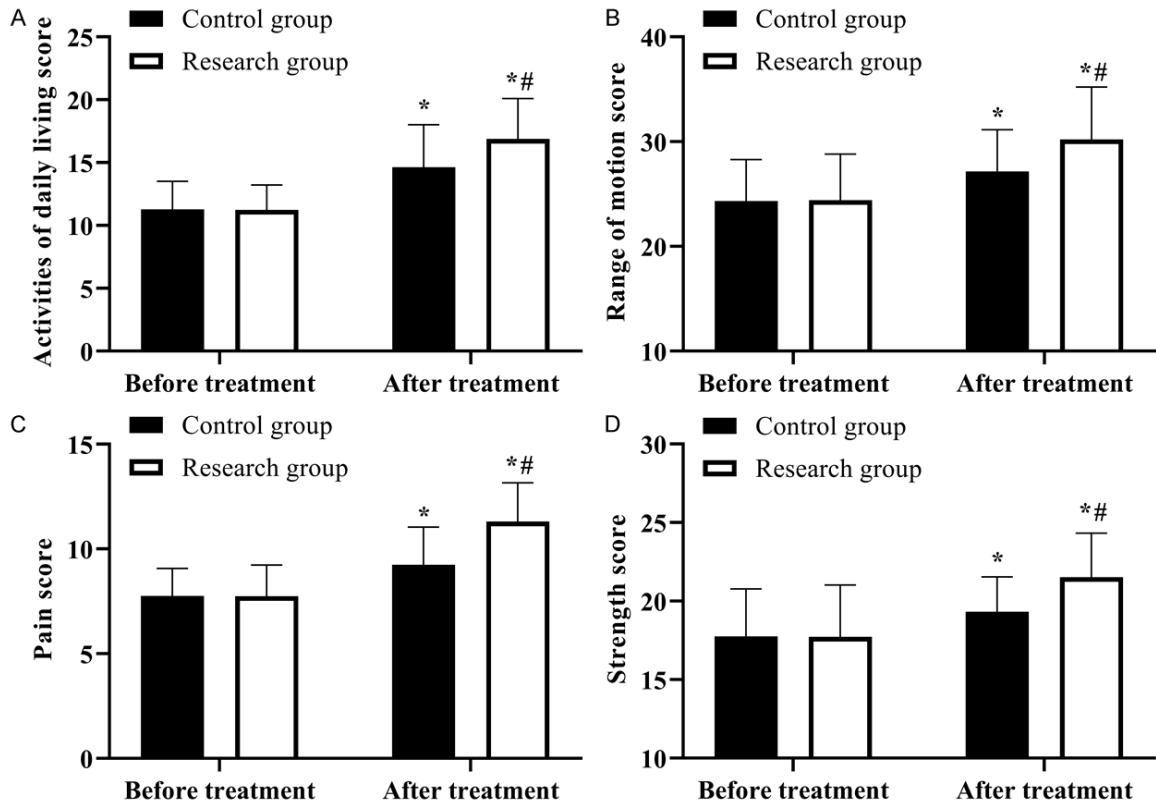 A
Control group
Research group
Activities of daily living score
25
20
15
10
5
0
*
*#
Before treatment
After treatment
B
Control group
Research group
Range of motion score
40
30
20
10
*
*#
Before treatment
After treatment
C
Control group
Research group
Pain score
15
10
5
0
*
*#
Before treatment
After treatment
D
Control group
Research group
Strength score
30
25
20
15
10
*
*#
Before treatment
After treatment